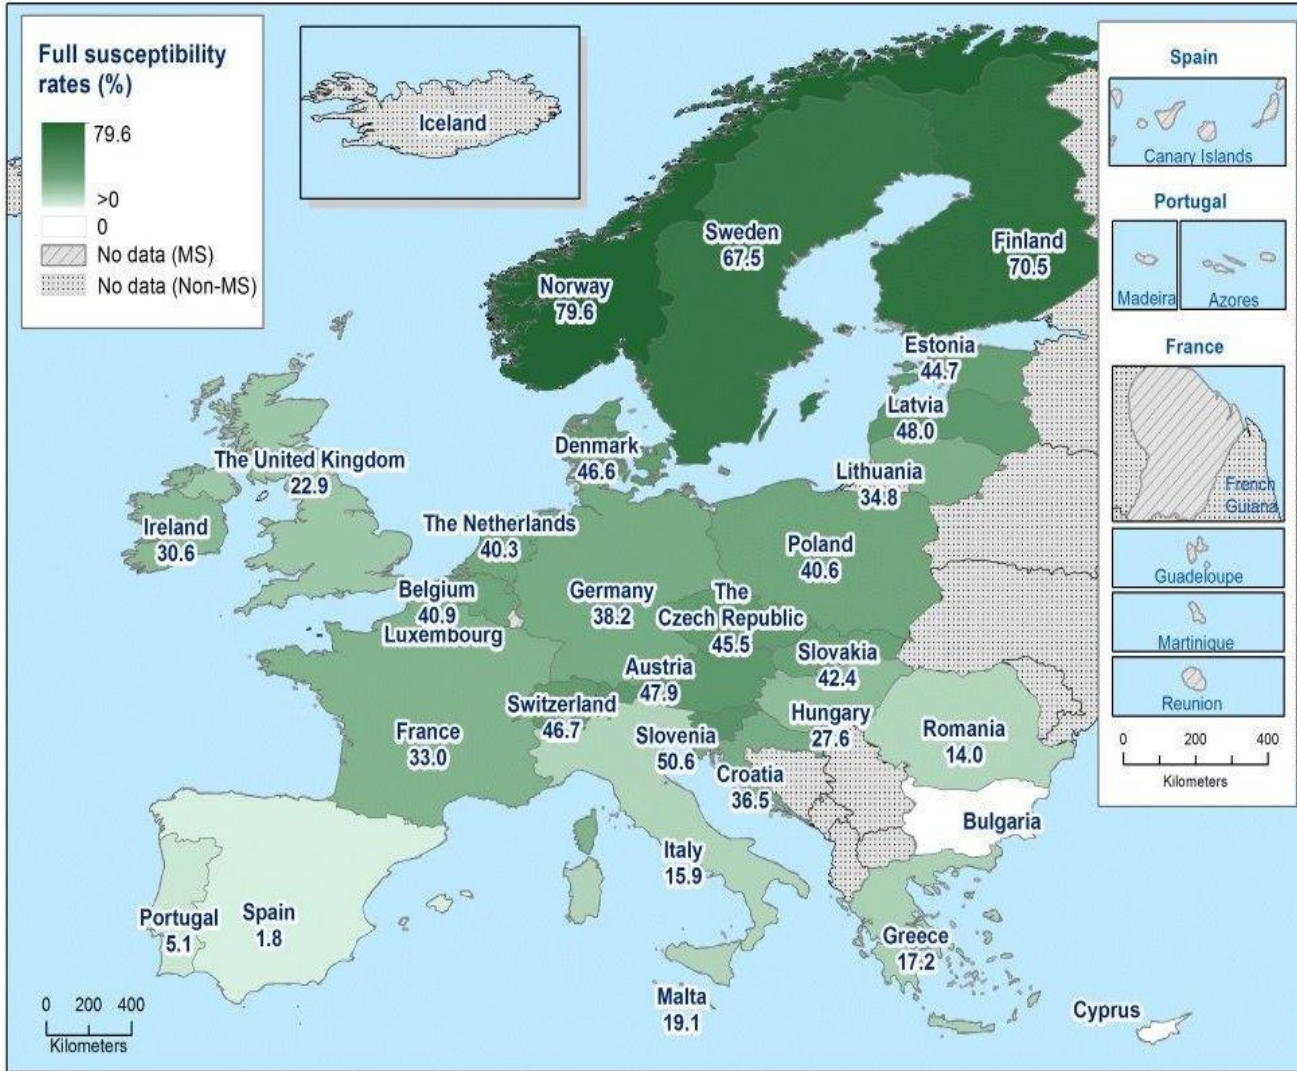 Full susceptibility
rates (%)
79.6
>0
0
No data (MS)
No data (Non-MS)
Iceland
Spain
Canary Islands
Portugal
Madeira
Azores
France
French
Guiana
Guadeloupe
Martinique
Reunion
0 200 400
Kilometers
Norway
79.6
Sweden
67.5
Finland
70.5
Estonia
44.7
Latvia
48.0
Lithuania
34.8
Denmark
46.6
The United Kingdom
22.9
Ireland
30.6
The Netherlands
40.3
Belgium
40.9
Luxembourg
Germany
38.2
Poland
40.6
The
Czech Republic
45.5
Slovakia
42.4
Austria
47.9
Switzerland
46.7
Hungary
27.6
Slovenia
50.6
Croatia
36.5
Romania
14.0
Bulgaria
France
33.0
Italy
15.9
Portugal
5.1
Spain
1.8
Greece
17.2
Malta
19.1
Cyprus
0 200 400
Kilometers